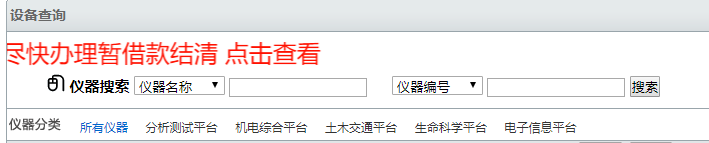 设备查询
尽快办理暂借款结清 点击查看
仪器搜索 仪器名称 仪器编号 搜索
仪器分类 所有仪器 分析测试平台 机电综合平台 土木交通平台 生命科学平台 电子信息平台